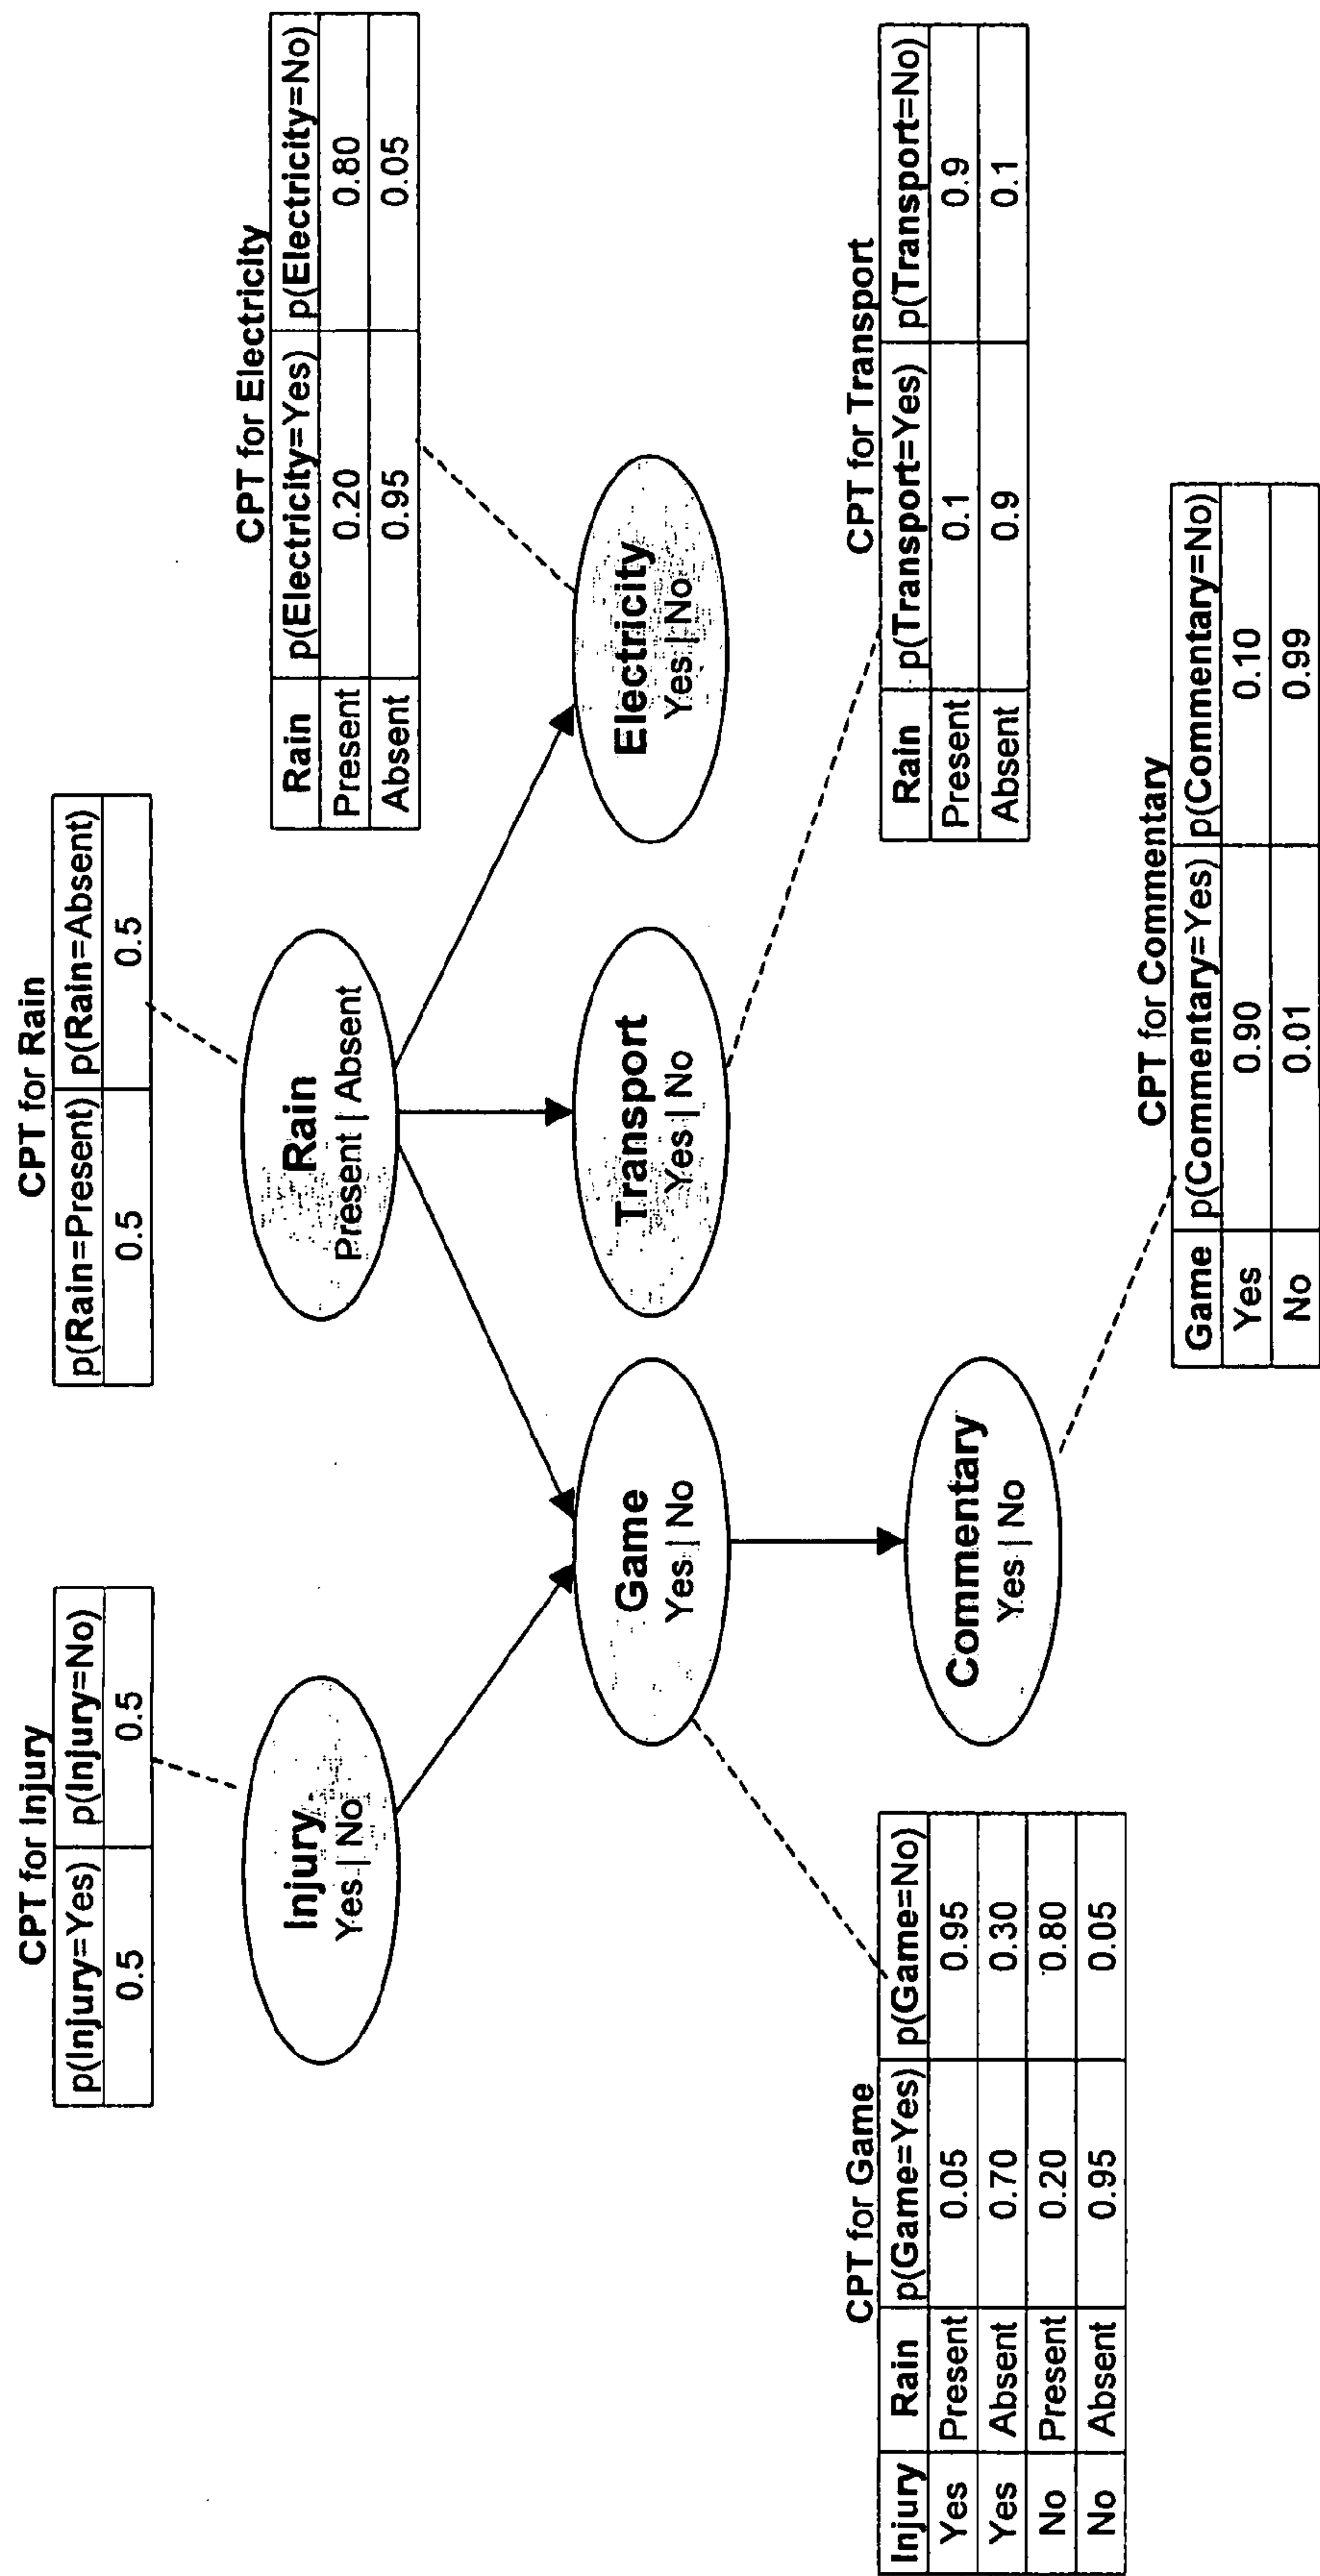 CPT for Injury
p(Injury=Yes) p(Injury=No)
0.5 0.5
CPT for Rain
p(Rain=Present) p(Rain=Absent)
0.5 0.5
Injury
Yes | No
Rain
Present | Absent
CPT for Electricity
Rain p(Electricity=Yes) p(Electricity=No)
Present 0.20 0.80
Absent 0.95 0.05
Game
Yes | No
Transport
Yes | No
Electricity
Yes | No
CPT for Game
Injury Rain p(Game=Yes) p(Game=No)
Yes Present 0.05 0.95
Yes Absent 0.70 0.30
No Present 0.20 0.80
No Absent 0.95 0.05
Commentary
Yes | No
CPT for Transport
Rain p(Transport=Yes) p(Transport=No)
Present 0.1 0.9
Absent 0.9 0.1
CPT for Commentary
Game p(Commentary=Yes) p(Commentary=No)
Yes 0.90 0.10
No 0.01 0.99